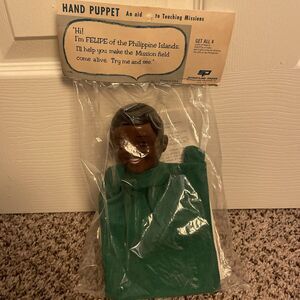 HAND PUPPET An aid to Teaching Missions
"Hi!
I'm FELIPE of the Philippine Islands.
I'll help you make the Mission field
come alive. Try me and see."
GET ALL 4